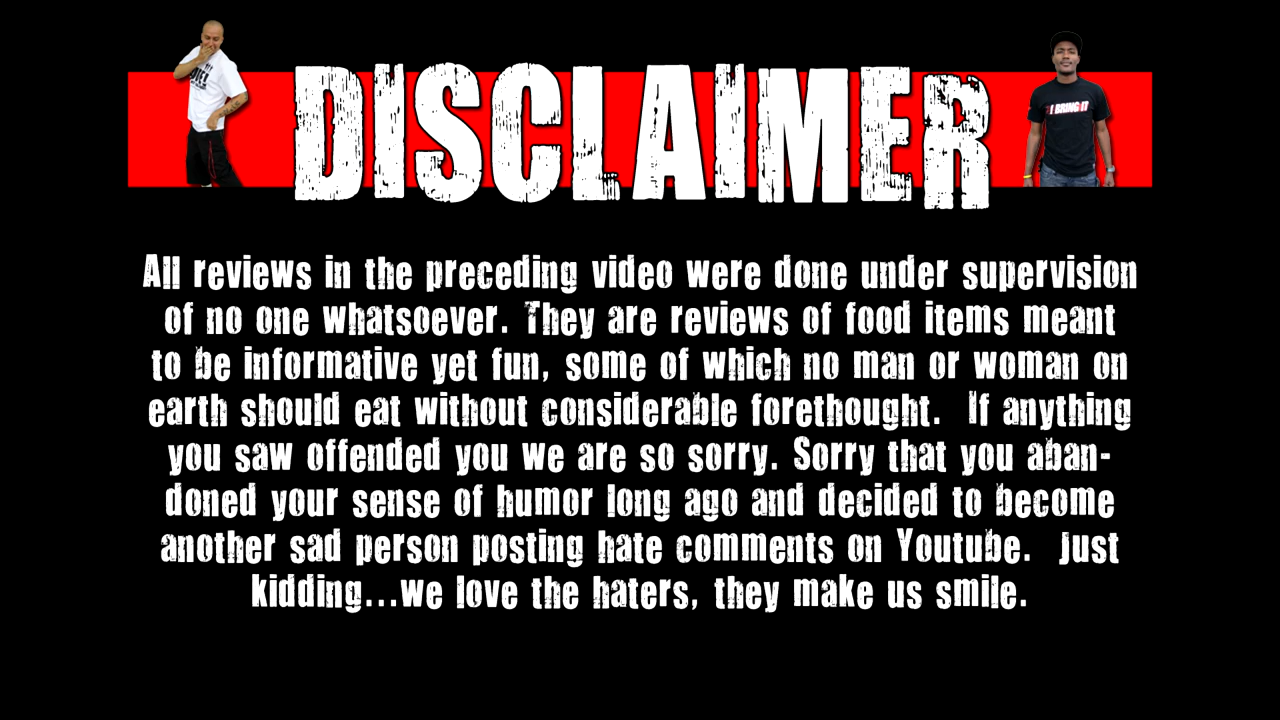 DISCLAIMER
I BRING IT
All reviews in the preceding video were done under supervision
of no one whatsoever. They are reviews of food items meant
to be informative yet fun, some of which no man or woman on
earth should eat without considerable forethought. If anything
you saw offended you we are so sorry. Sorry that you aban-
doned your sense of humor long ago and decided to become
another sad person posting hate comments on Youtube. Just
kidding...we love the haters, they make us smile.